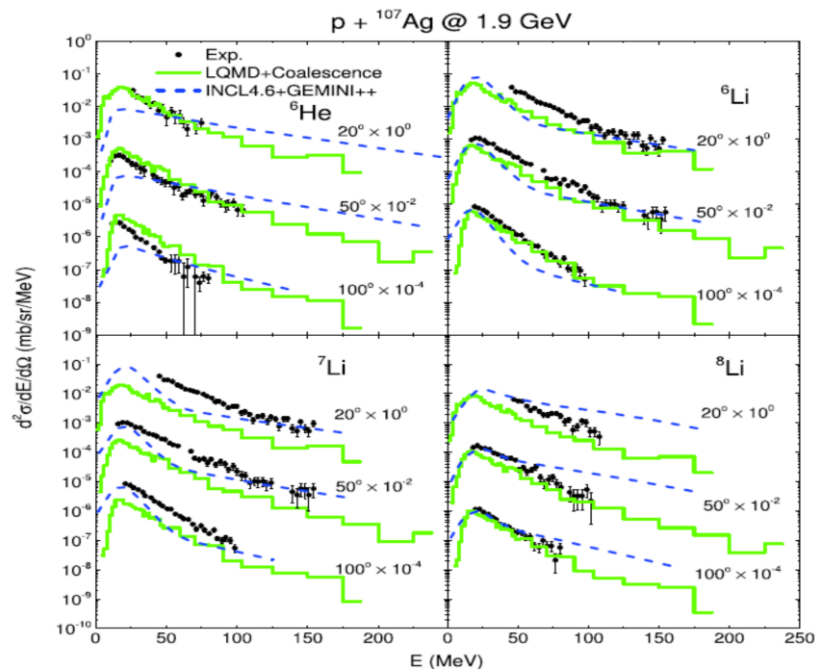 p + ¹⁰⁷Ag @ 1.9 GeV
Exp.
LQMD+Coalescence
INCL4.6+GEMINI++
⁶He
20° × 10⁰
50° × 10⁻²
100° × 10⁻⁴
⁶Li
20° × 10⁰
50° × 10⁻²
100° × 10⁻⁴
⁷Li
20° × 10⁰
50° × 10⁻²
100° × 10⁻⁴
⁸Li
20° × 10⁰
50° × 10⁻²
100° × 10⁻⁴
10⁰
10⁻¹
10⁻²
10⁻³
10⁻⁴
10⁻⁵
10⁻⁶
10⁻⁷
10⁻⁸
10⁻⁹
10⁻¹
10⁻²
10⁻³
10⁻⁴
10⁻⁵
10⁻⁶
10⁻⁷
10⁻⁸
10⁻⁹
10⁻¹⁰
d²σ/dE/dΩ (mb/sr/MeV)
0 50 100 150 200 0 50 100 150 200 250
E (MeV)